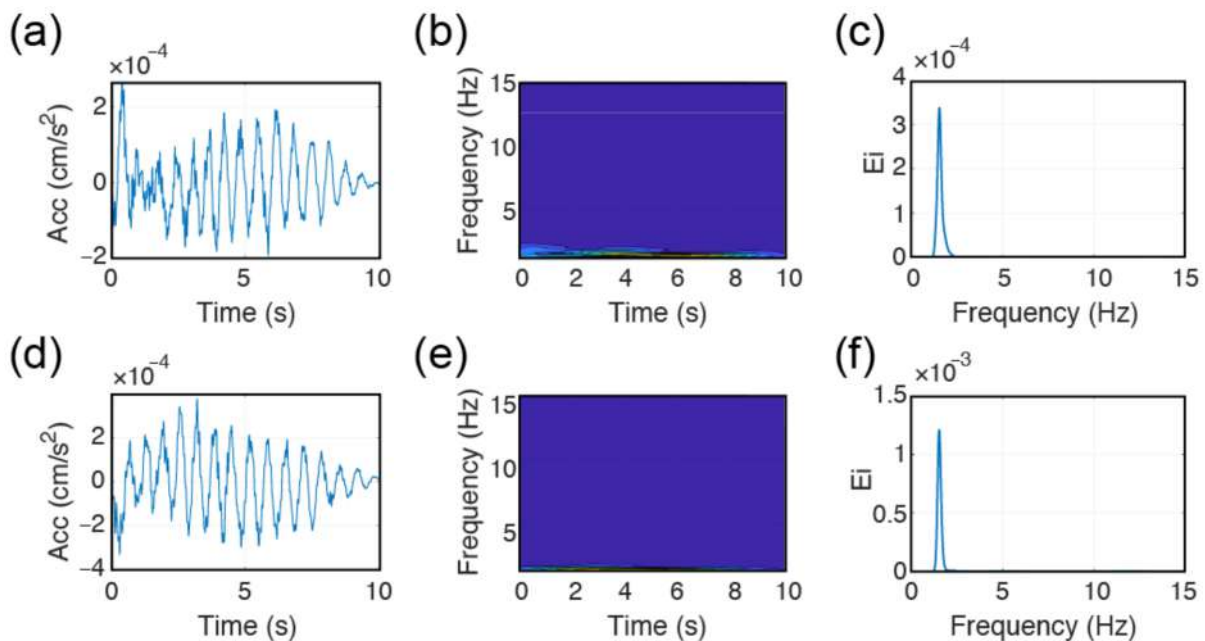 (a)
×10⁻⁴
Acc (cm/s²)
2
0
−2
0
5
10
Time (s)
(b)
Frequency (Hz)
15
10
5
0
2
4
6
8
10
Time (s)
(c)
×10⁻⁴
Ei
4
3
2
1
0
0
5
10
15
Frequency (Hz)
(d)
×10⁻⁴
Acc (cm/s²)
2
0
−2
−4
0
5
10
Time (s)
(e)
Frequency (Hz)
15
10
5
0
2
4
6
8
10
Time (s)
(f)
×10⁻³
Ei
1.5
1
0.5
0
0
5
10
15
Frequency (Hz)